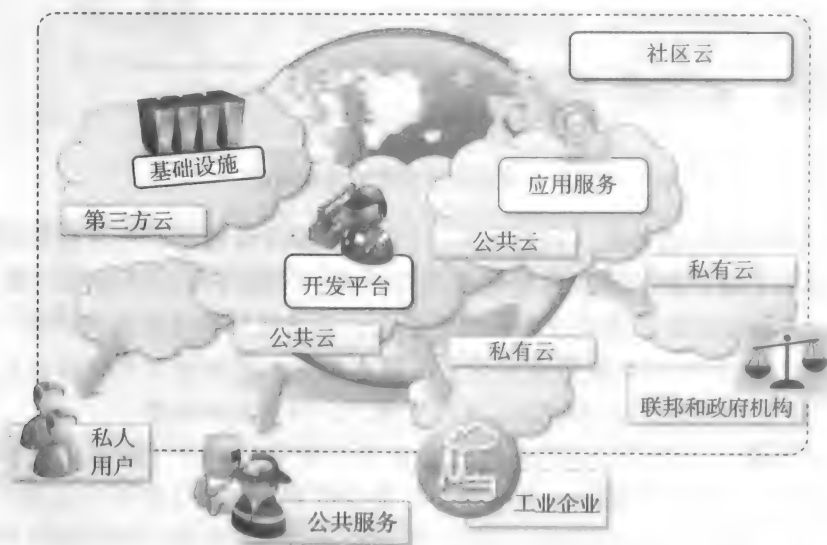 社区云
基础设施
应用服务
第三方云
公共云
私有云
开发平台
公共云
私有云
联邦和政府机构
私人
用户
工业企业
公共服务